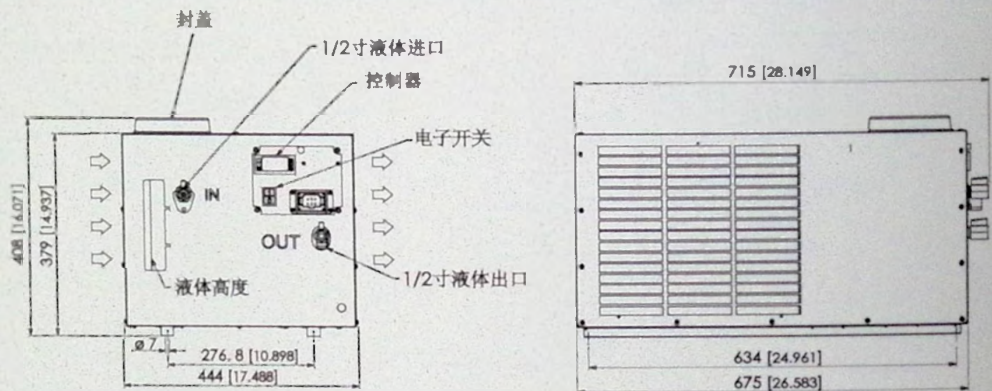 封盖
1/2寸液体进口
控制器
715 [28.149]
电子开关
IN
OUT
408 [16.071]
379 [14.937]
液体高度
1/2寸液体出口
ø 7
276.8 [10.898]
444 [17.488]
634 [24.961]
675 [26.583]